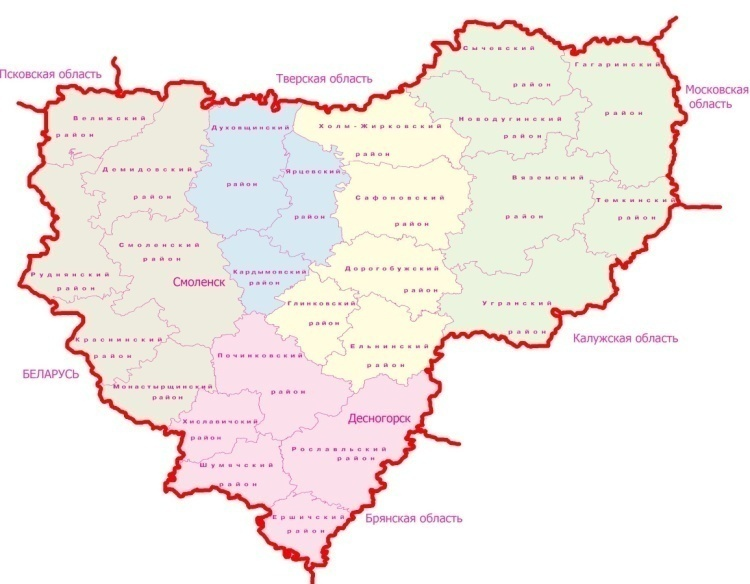 Сычовский
район
Гагаринский
район
Псковская область
Тверская область
Московская
область
Велижский
район
Духовщинский
район
Холм-Жирковский
район
Новодугинский
район
Домидовский
район
Ярцевский
район
Сафоновский
район
Вяземский
район
Темкинский
район
Смоленский
район
Смоленск
Руднянский
район
Кардымовский
район
Дорогобужский
район
Глинковский
район
Угранский
район
Краснинский
район
Починковский
район
Ельнинский
район
Калужская область
БЕЛАРУСЬ
Монастырщинский
район
Хиславичский
район
Десногорск
Рославльский
район
Шумячский
район
Ершичский
район
Брянская область